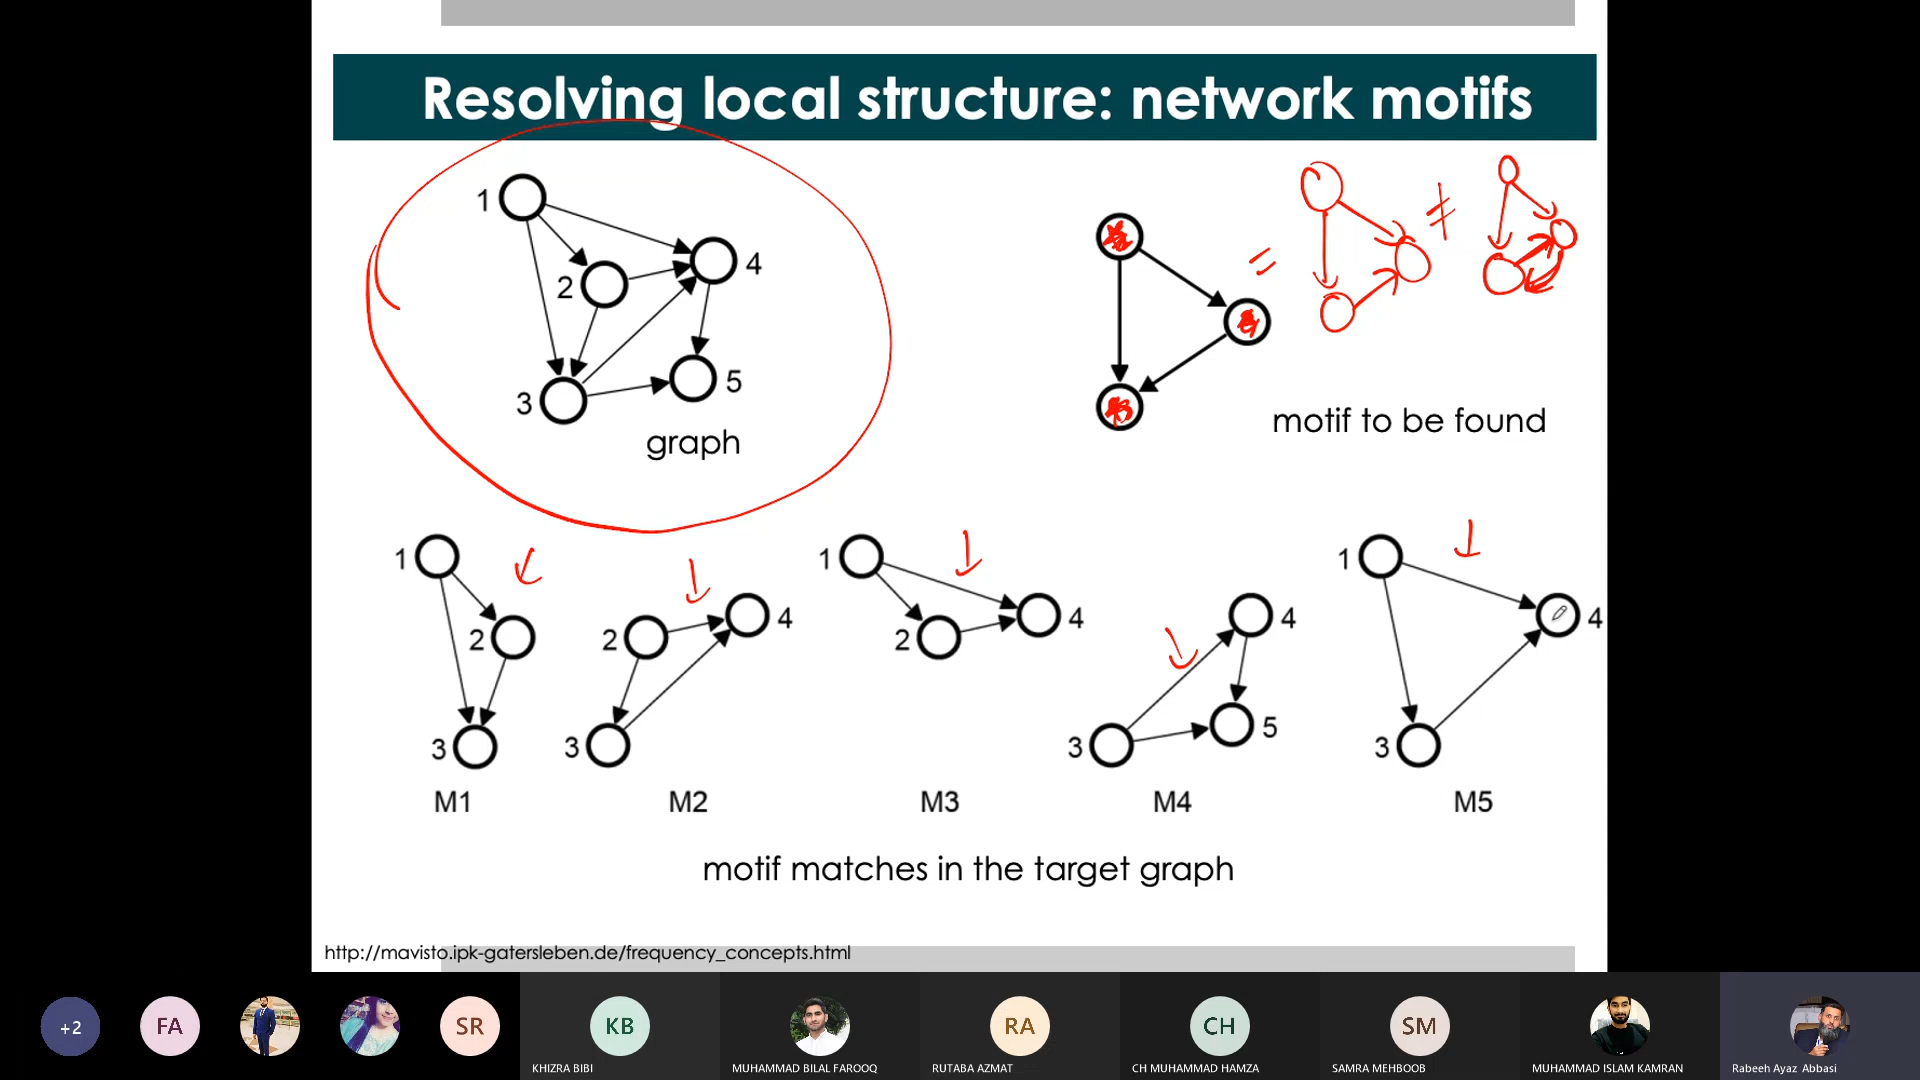 Resolving local structure: network motifs
1
2
4
3
5
graph
= ≠
motif to be found
1
2
3
2
4
3
1
2
4
4
3
5
1
4
3
M1 M2 M3 M4 M5
motif matches in the target graph
http://mavisto.ipk-gatersleben.de/frequency_concepts.html
+2 FA SR KB RA CH SM
KHIZRA BIBI MUHAMMAD BILAL FAROOQ RUTABA AZMAT CH MUHAMMAD HAMZA SAMRA MEHBOOB MUHAMMAD ISLAM KAMRAN Rabeeh Ayaz Abbasi